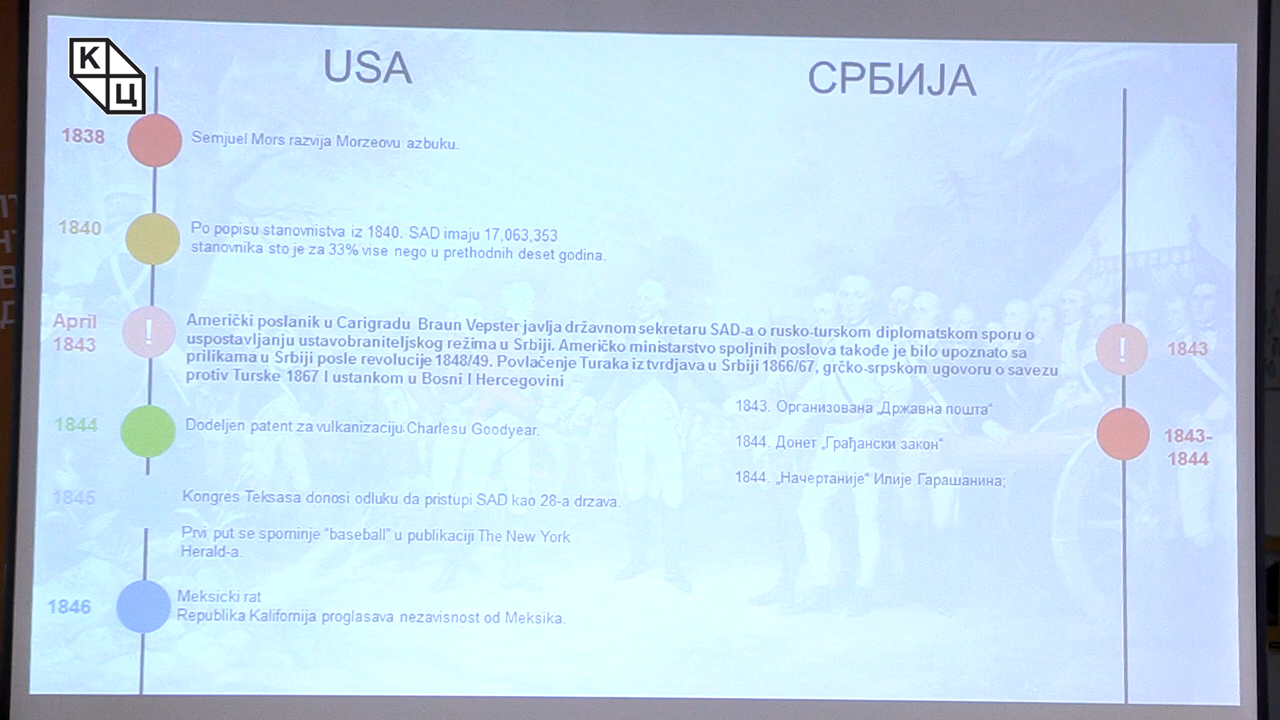 К
Ц
USA
СРБИЈА
1838
Semjuel Mors razvija Morzeovu azbuku.
1840
Po popisu stanovnistva iz 1840. SAD imaju 17,063,353
stanovnika sto je za 33% vise nego u prethodnih deset godina.
April
1843
!
Američki poslanik u Carigradu Braun Vepster javlja državnom sekretaru SAD-a o rusko-turskom diplomatskom sporu o
uspostavljanju ustavobraniteljskog režima u Srbiji. Američko ministarstvo spoljnih poslova takođe je bilo upoznato sa
prilikama u Srbiji posle revolucije 1848/49. Povlačenje Turaka iz tvrdjava u Srbiji 1866/67, grčko-srpskom ugovoru o savezu
protiv Turske 1867 I ustankom u Bosni I Hercegovini
!
1843
1844
Dodeljen patent za vulkanizaciju Charlesu Goodyear.
1843. Организована „Државна пошта“
1844. Донет „Грађански закон“
1844. „Начертаније“ Илије Гарашанина;
1843-
1844
1845
Kongres Teksasa donosi odluku da pristupi SAD kao 28-a drzava.
Prvi put se spominje “baseball” u publikaciji The New York
Herald-a.
1846
Meksicki rat
Republika Kalifornija proglasava nezavisnost od Meksika.